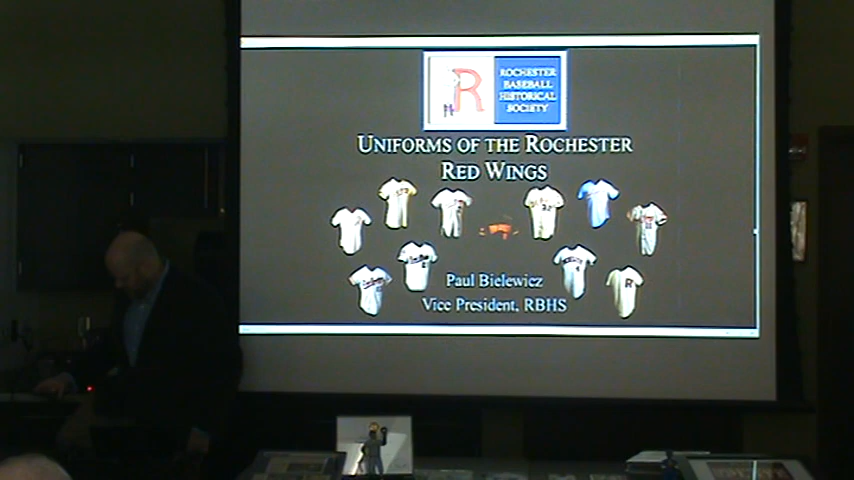 R
ROCHESTER
BASEBALL
HISTORICAL
SOCIETY
UNIFORMS OF THE ROCHESTER
RED WINGS
Paul Bielewicz
Vice President, RBHS